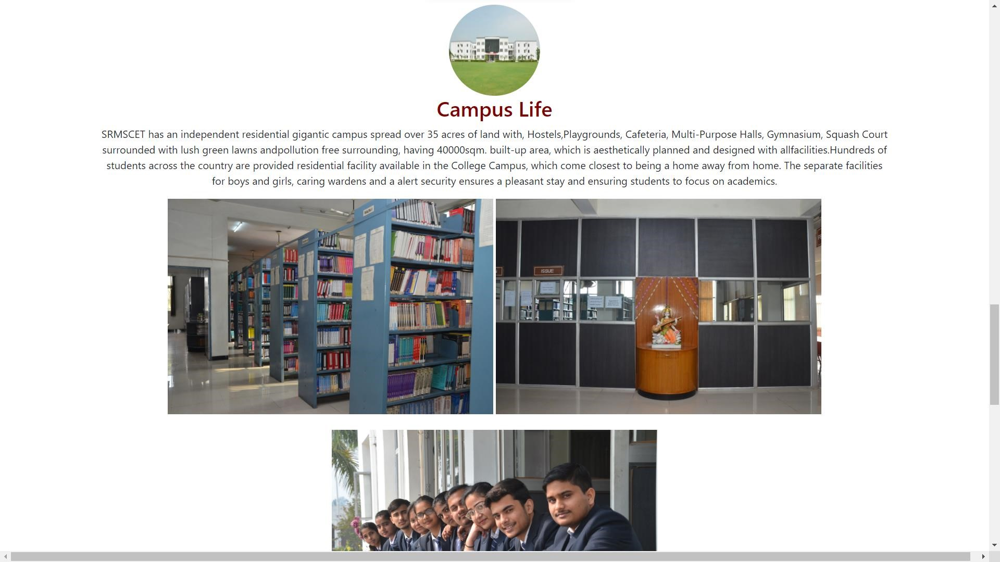 Campus Life
SRMSCET has an independent residential gigantic campus spread over 35 acres of land with, Hostels,Playgrounds, Cafeteria, Multi-Purpose Halls, Gymnasium, Squash Court
surrounded with lush green lawns andpollution free surrounding, having 40000sqm. built-up area, which is aesthetically planned and designed with allfacilities.Hundreds of
students across the country are provided residential facility available in the College Campus, which come closest to being a home away from home. The separate facilities
for boys and girls, caring wardens and a alert security ensures a pleasant stay and ensuring students to focus on academics.
ISSUE